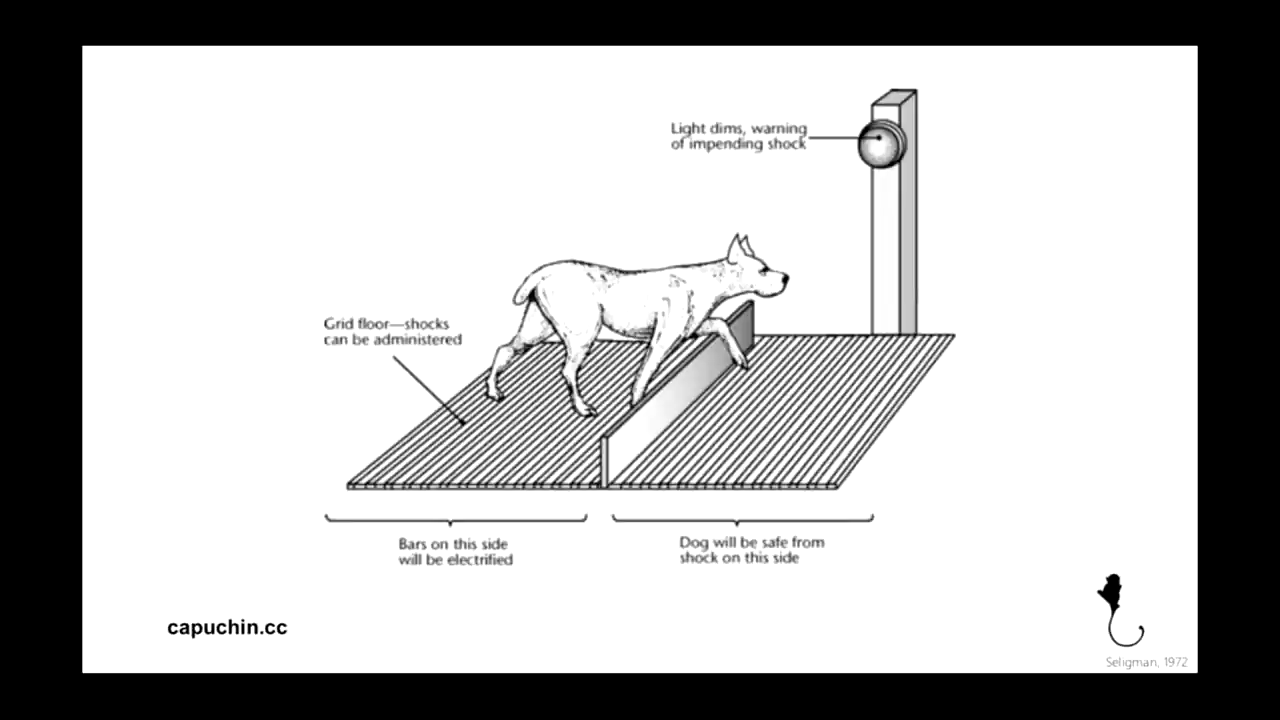 Light dims, warning
of impending shock
Grid floor—shocks
can be administered
Bars on this side
will be electrified
Dog will be safe from
shock on this side
capuchin.cc
Seligman, 1972